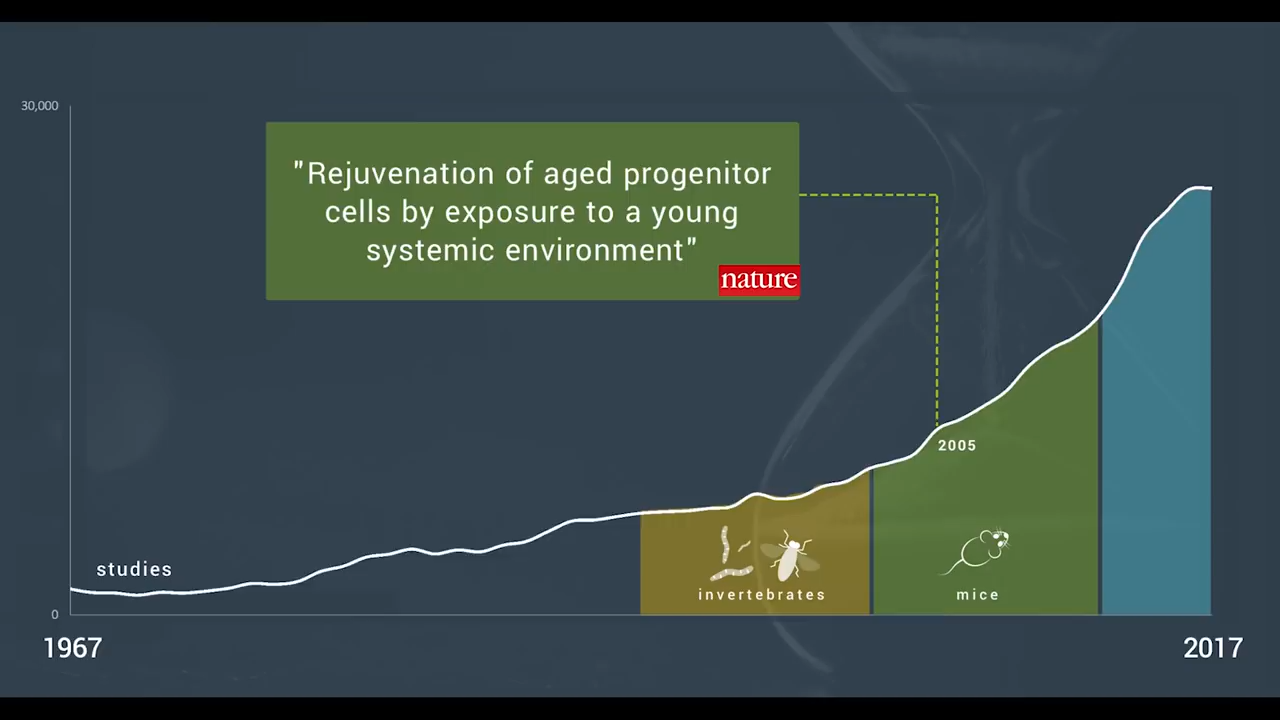 30,000
"Rejuvenation of aged progenitor
cells by exposure to a young
systemic environment"
nature
2005
studies
invertebrates
mice
0
1967
2017